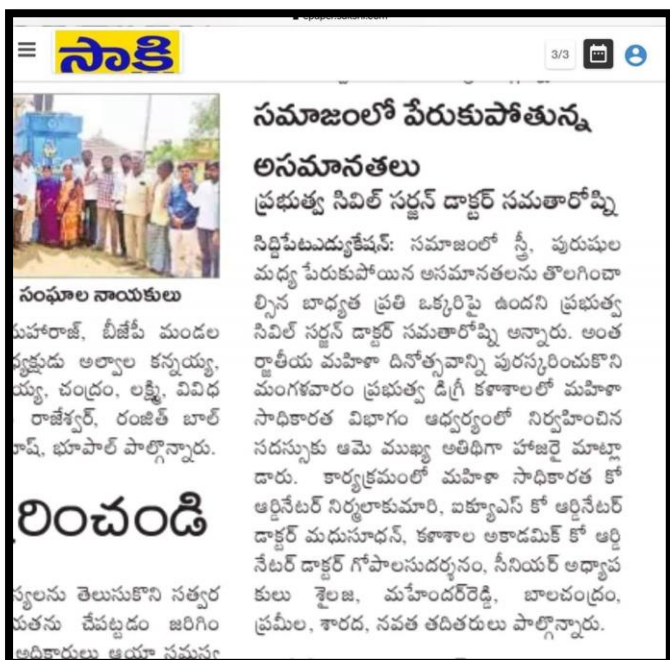 సాక్షి
3/3
సంఘాల నాయకులు
మహారాజ్, బీజేపీ మండల
అల్వాల కన్నయ్య,
చంద్రం, లక్ష్మి, వివిధ
రాజేశ్వర్, రంజిత్ బాల్
భూపాల్ పాల్గొన్నారు.
తెలుసుకొని సత్వర
చేపట్టడం జరిగిం
అధికారులు ఆయా సమస్య
సమాజంలో పేరుకుపోతున్న
అసమానతలు
ప్రభుత్వ సివిల్ సర్జన్ డాక్టర్ సమతారోష్ని
సిద్దిపేటఎడ్యుకేషన్: సమాజంలో స్త్రీ, పురుషుల
మధ్య పేరుకుపోయిన అసమానతలను తొలగించా
ల్సిన బాధ్యత ప్రతి ఒక్కరిపై ఉందని ప్రభుత్వ
సివిల్ సర్జన్ డాక్టర్ సమతారోష్ని అన్నారు. అంత
ర్జాతీయ మహిళా దినోత్సవాన్ని పురస్కరించుకొని
మంగళవారం ప్రభుత్వ డిగ్రీ కళాశాలలో మహిళా
సాధికారత విభాగం ఆధ్వర్యంలో నిర్వహించిన
సదస్సుకు ఆమె ముఖ్య అతిథిగా హాజరై మాట్లా
డారు. కార్యక్రమంలో మహిళా సాధికారత కో
ఆర్డినేటర్ నిర్మలాకుమారి, ఐక్యూఎస్ కో ఆర్డినేటర్
డాక్టర్ మధుసూధన్, కళాశాల అకాడమిక్ కో ఆర్డి
నేటర్ డాక్టర్ గోపాలసుదర్శనం, సీనియర్ అధ్యాప
కులు శైలజ, మహేందర్‌రెడ్డి, బాలచంద్రం,
ప్రమీల, శారద, నవత తదితరులు పాల్గొన్నారు.